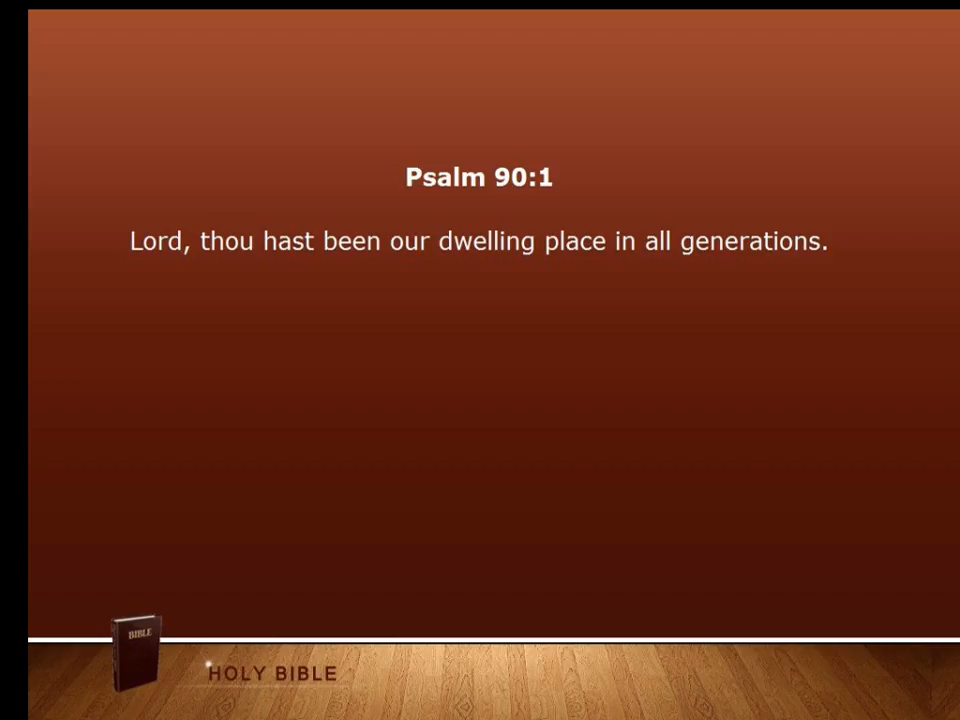 Psalm 90:1
Lord, thou hast been our dwelling place in all generations.
BIBLE
HOLY BIBLE